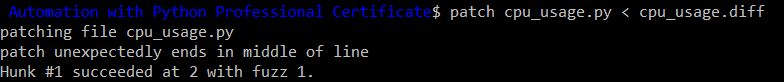 Automation with Python Professional Certificate$ patch cpu_usage.py < cpu_usage.diff
patching file cpu_usage.py
patch unexpectedly ends in middle of line
Hunk #1 succeeded at 2 with fuzz 1.